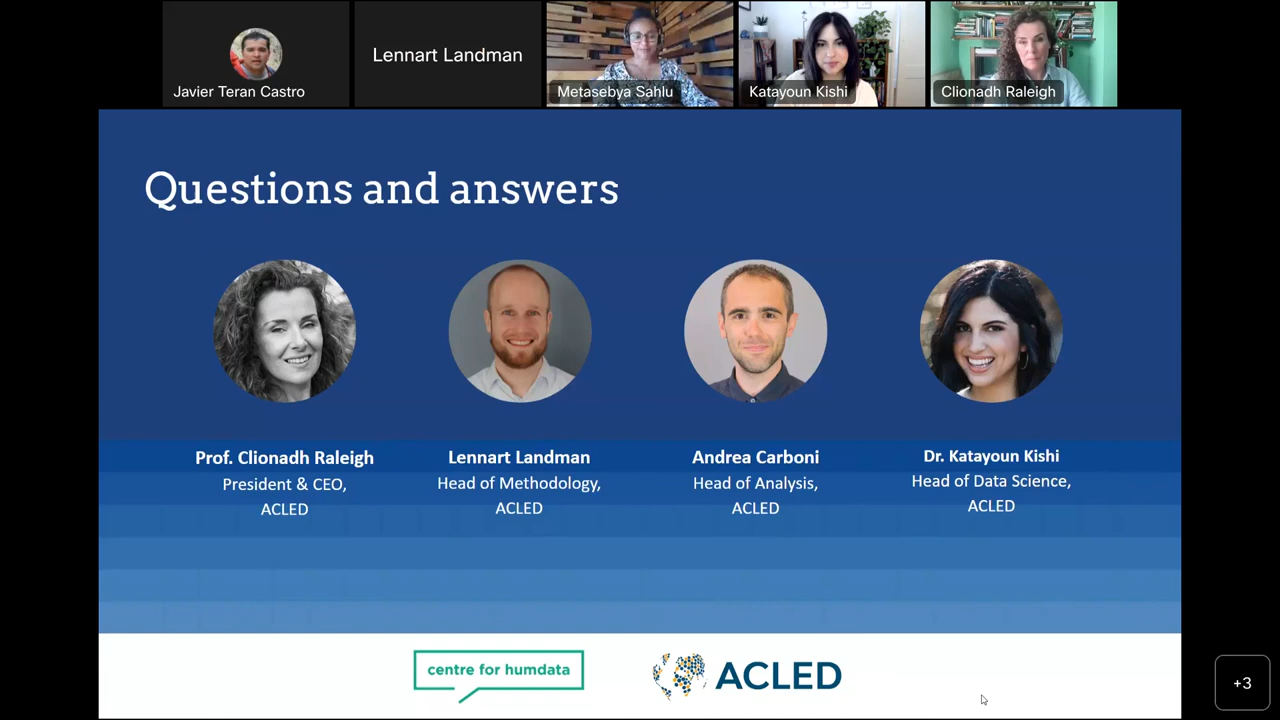 Javier Teran Castro
Lennart Landman
Metasebya Sahlu
Katayoun Kishi
Clionadh Raleigh
Questions and answers
Prof. Clionadh Raleigh
President & CEO,
ACLED
Lennart Landman
Head of Methodology,
ACLED
Andrea Carboni
Head of Analysis,
ACLED
Dr. Katayoun Kishi
Head of Data Science,
ACLED
centre for humdata
ACLED
+3